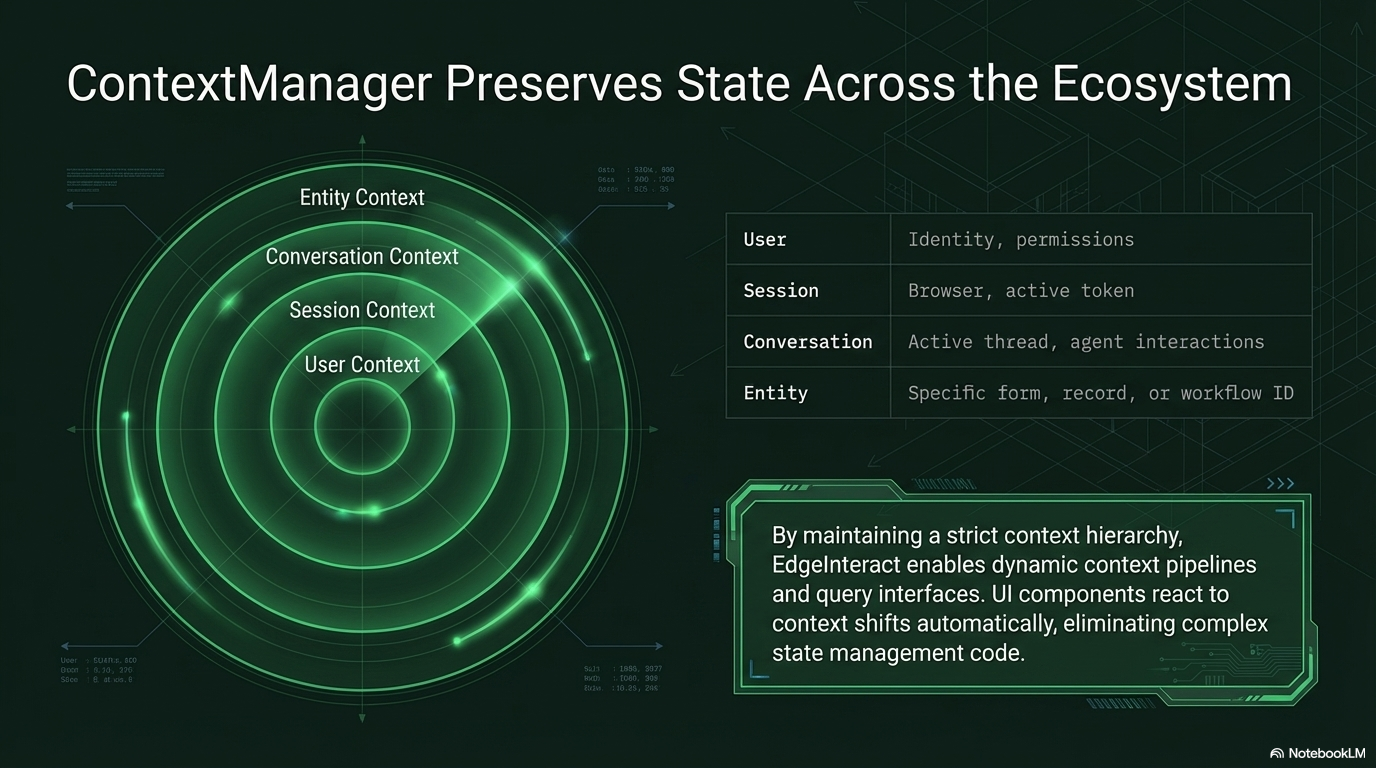 ContextManager Preserves State Across the Ecosystem
Entity Context
Conversation Context
Session Context
User Context
User Identity, permissions
Session Browser, active token
Conversation Active thread, agent interactions
Entity Specific form, record, or workflow ID
By maintaining a strict context hierarchy,
EdgeInteract enables dynamic context pipelines
and query interfaces. UI components react to
context shifts automatically, eliminating complex
state management code.
NotebookLM